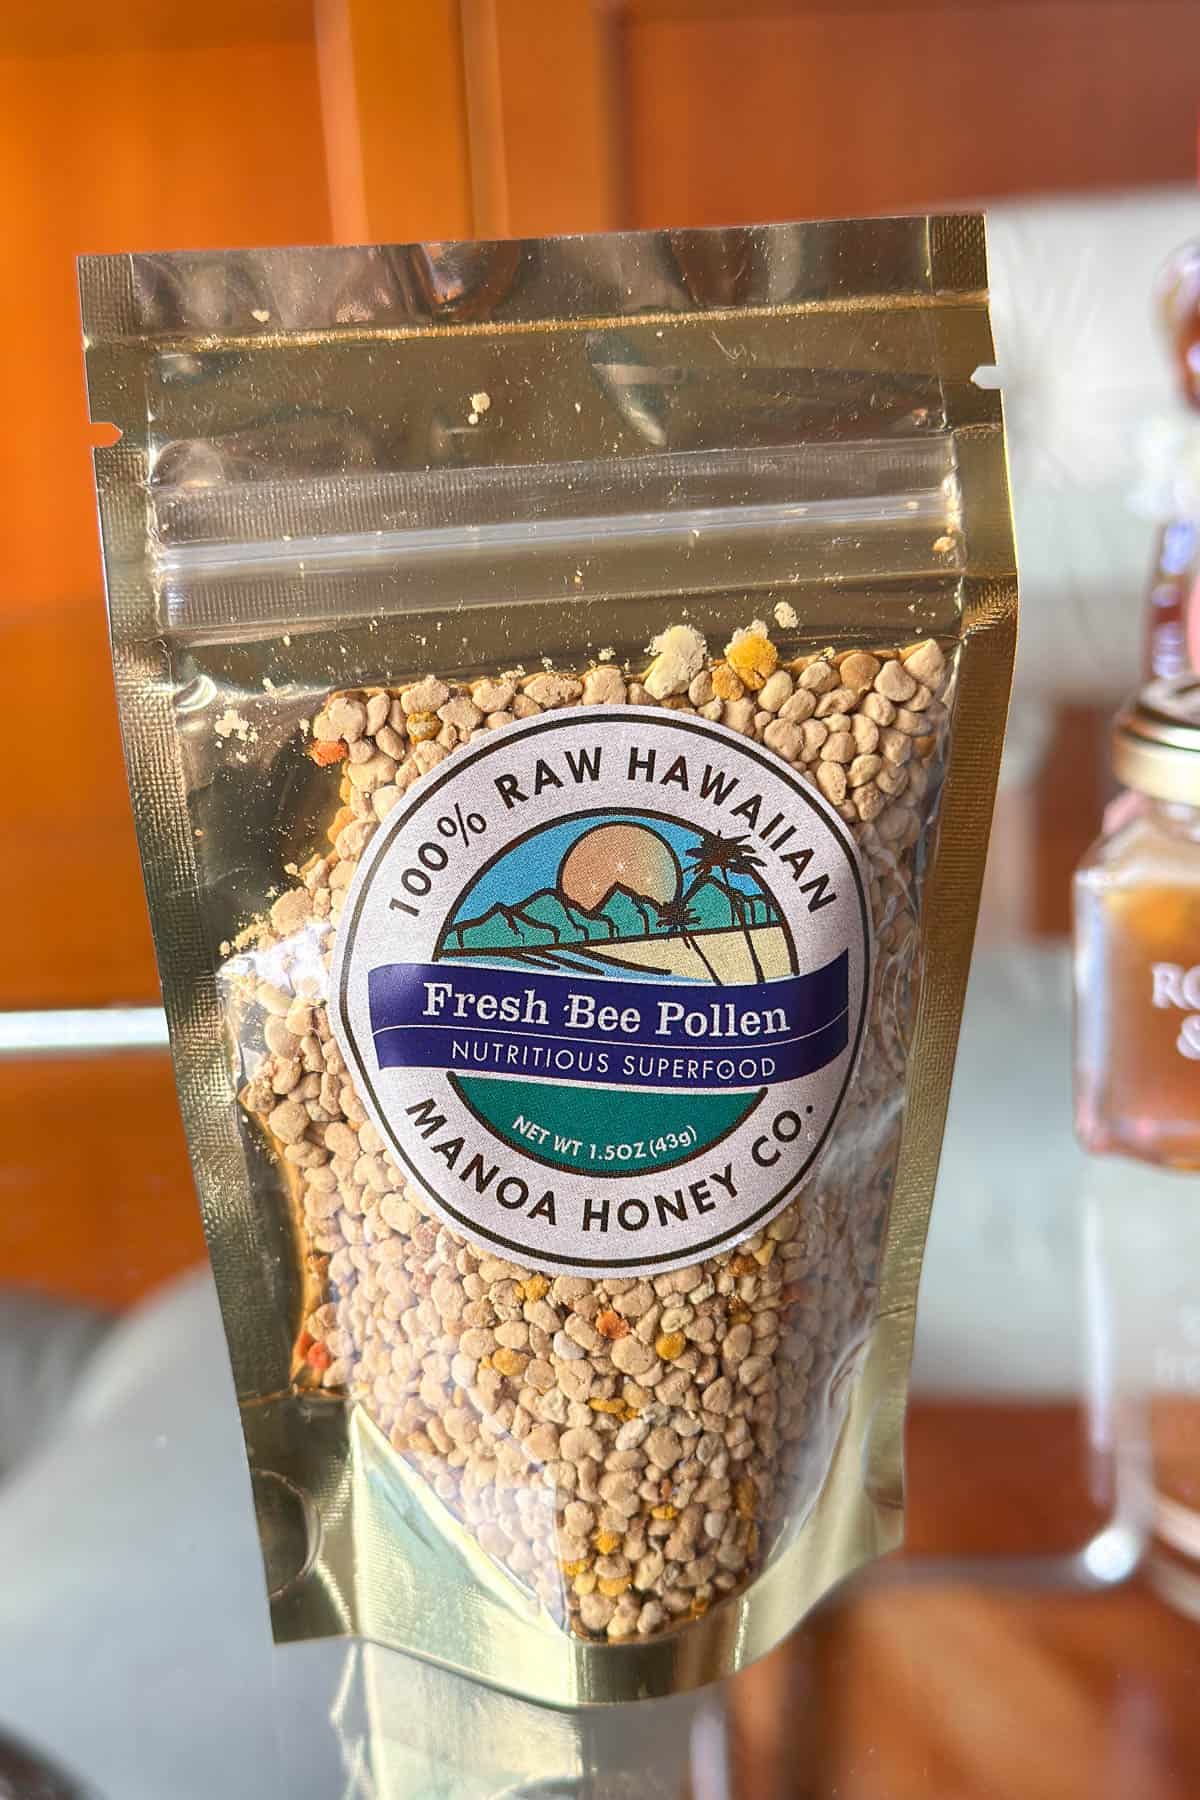 100% RAW HAWAIIAN
Fresh Bee Pollen
NUTRITIOUS SUPERFOOD
NET WT 1.5OZ (43g)
MANOA HONEY CO.
&